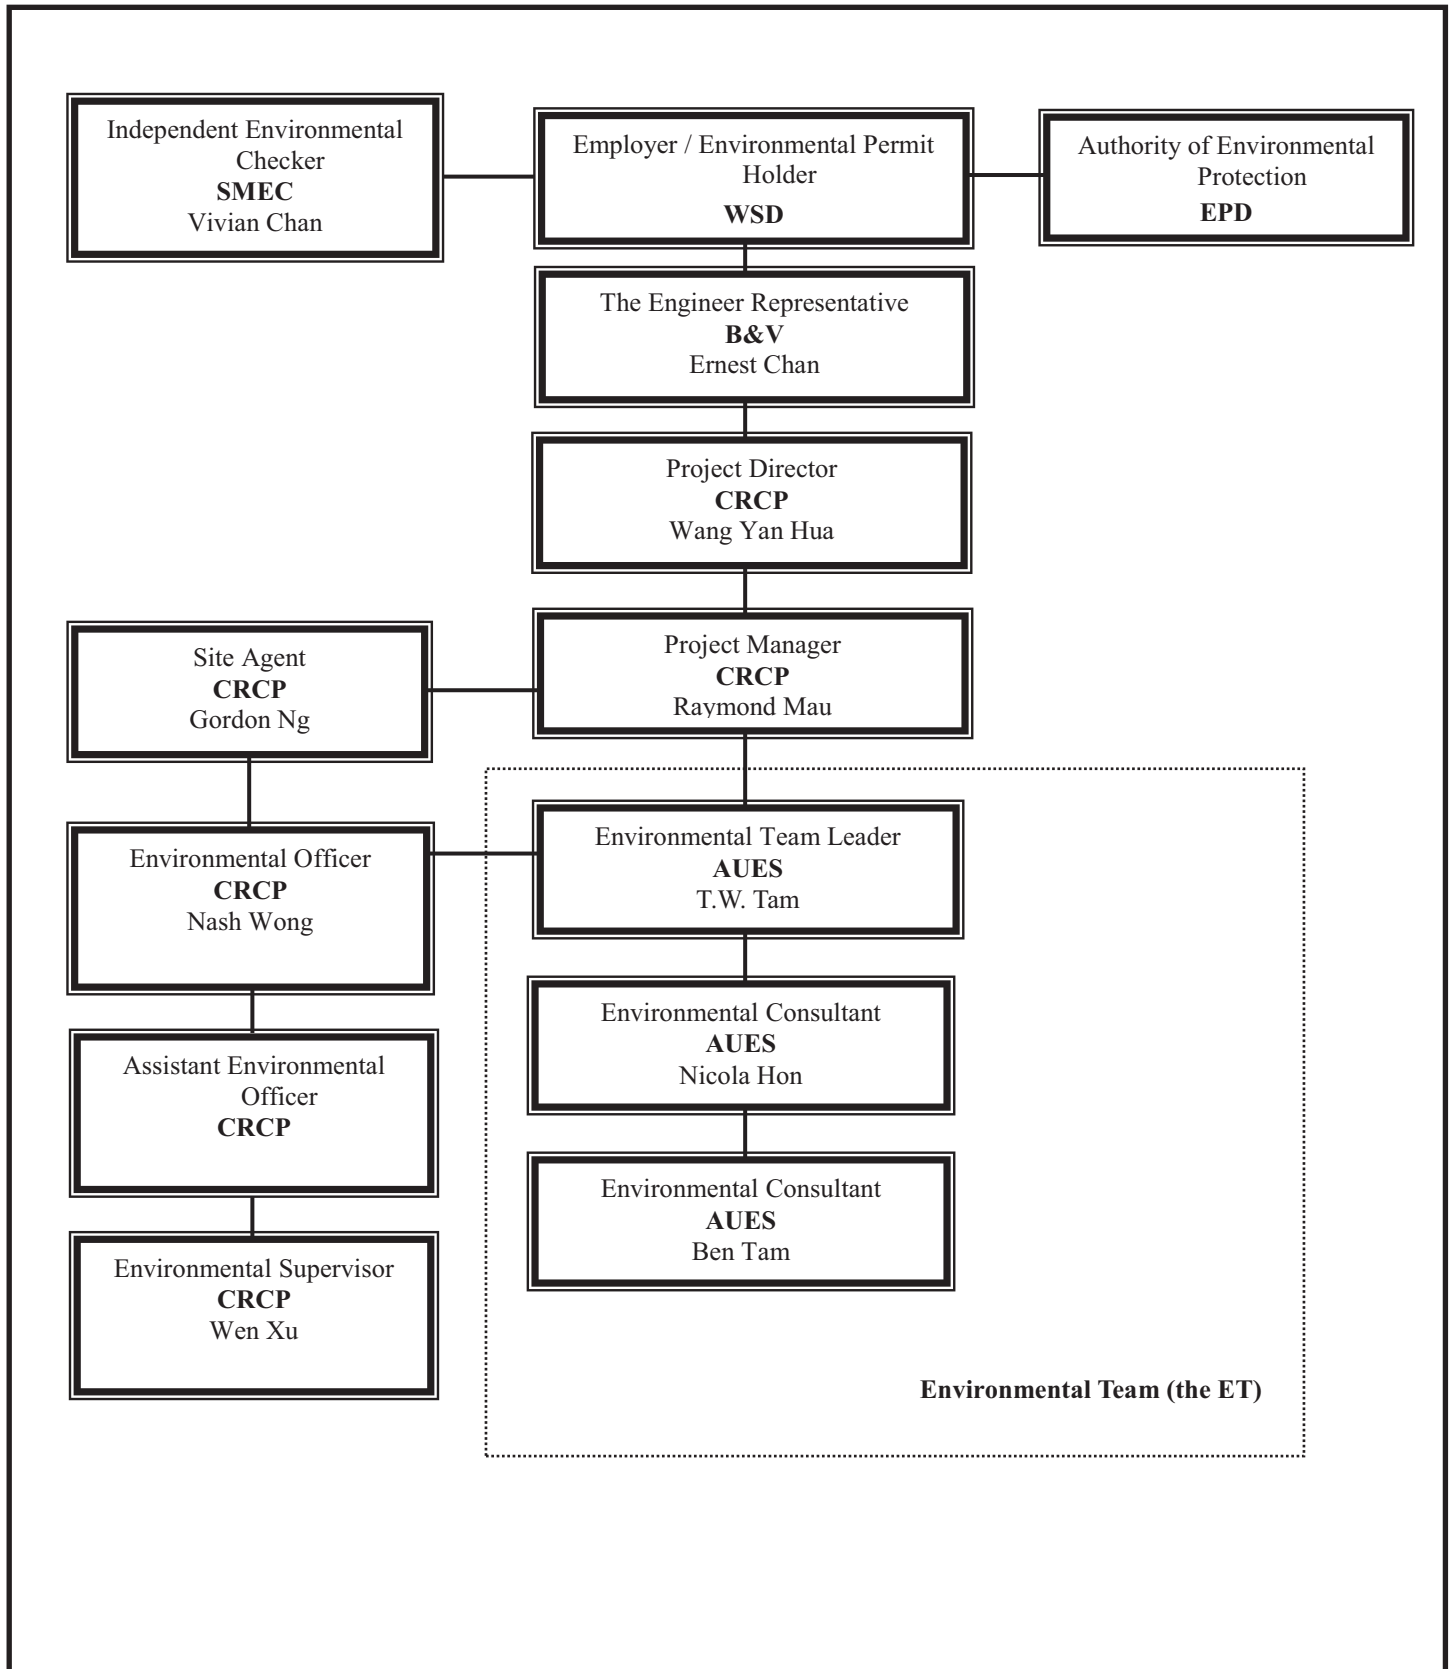 Independent Environmental
Checker
SMEC
Vivian Chan
Employer / Environmental Permit
Holder
WSD
Authority of Environmental
Protection
EPD
The Engineer Representative
B&V
Ernest Chan
Project Director
CRCP
Wang Yan Hua
Project Manager
CRCP
Raymond Mau
Site Agent
CRCP
Gordon Ng
Environmental Team Leader
AUES
T.W. Tam
Environmental Officer
CRCP
Nash Wong
Environmental Consultant
AUES
Nicola Hon
Assistant Environmental
Officer
CRCP
Environmental Consultant
AUES
Ben Tam
Environmental Supervisor
CRCP
Wen Xu
Environmental Team (the ET)